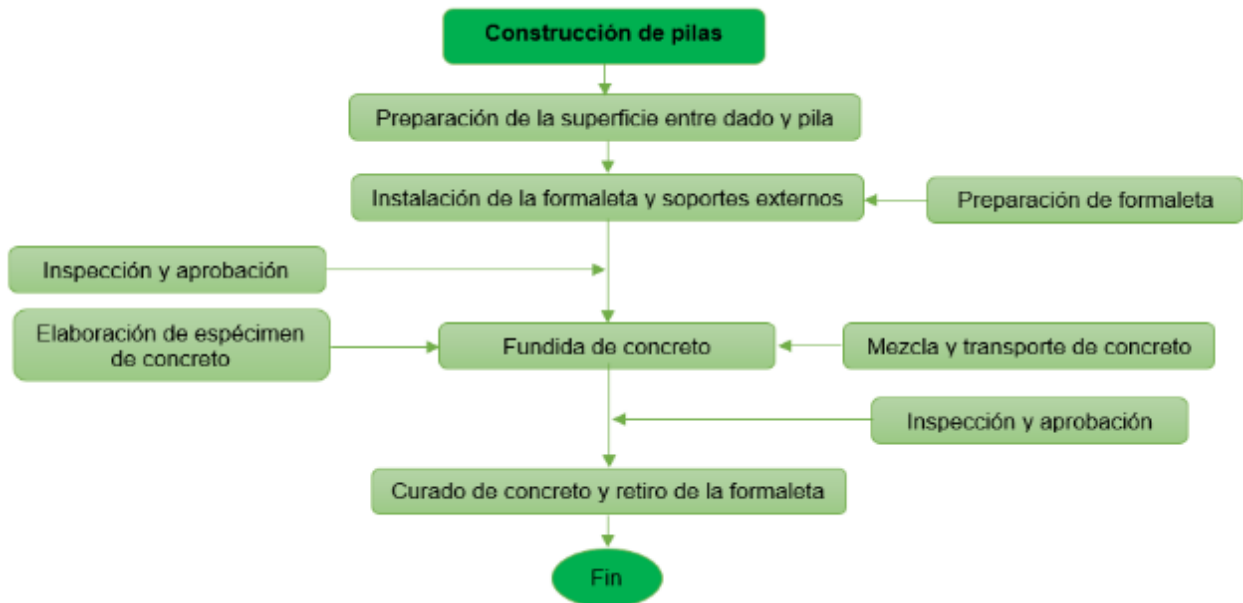 Construcción de pilas
Preparación de la superficie entre dado y pila
Instalación de la formaleta y soportes externos
Preparación de formaleta
Inspección y aprobación
Elaboración de espécimen
de concreto
Fundida de concreto
Mezcla y transporte de concreto
Inspección y aprobación
Curado de concreto y retiro de la formaleta
Fin